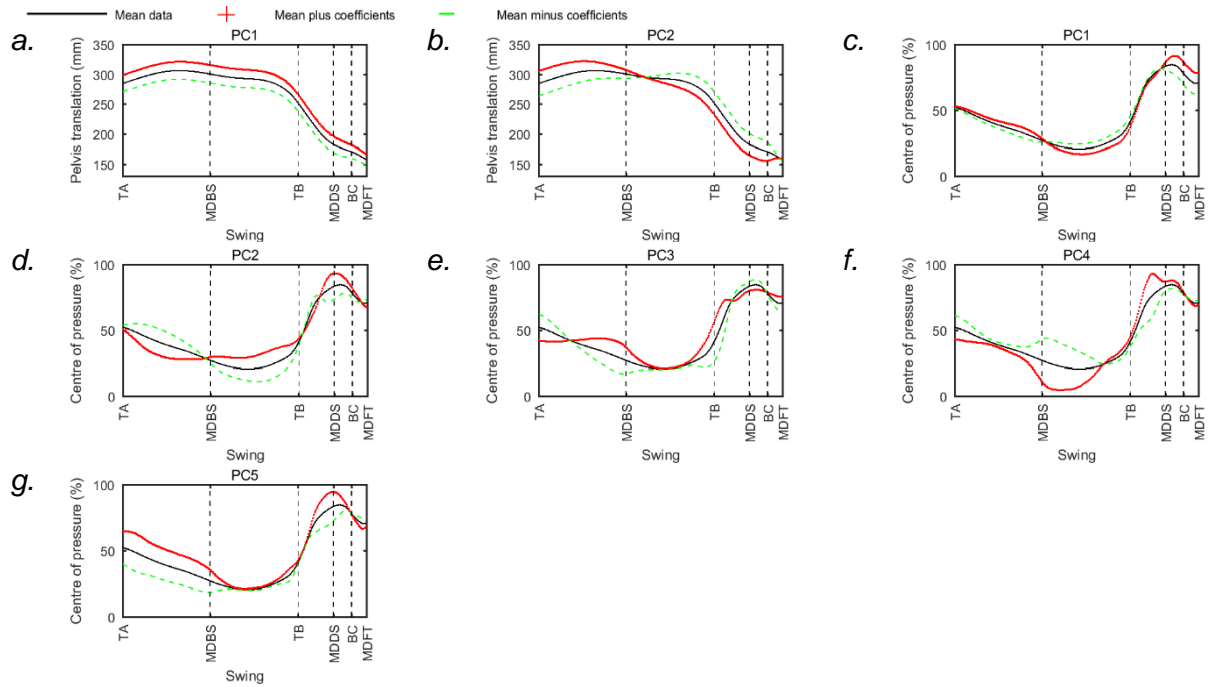 Mean data Mean plus coefficients Mean minus coefficients
a. PC1
Pelvis translation (mm)
350
300
250
200
150
TA MDBS TB MDDS BC MDFT
Swing
b. PC2
Pelvis translation (mm)
350
300
250
200
150
TA MDBS TB MDDS BC MDFT
Swing
c. PC1
Centre of pressure (%)
100
50
0
TA MDBS TB MDDS BC MDFT
Swing
d. PC2
Centre of pressure (%)
100
50
0
TA MDBS TB MDDS BC MDFT
Swing
e. PC3
Centre of pressure (%)
100
50
0
TA MDBS TB MDDS BC MDFT
Swing
f. PC4
Centre of pressure (%)
100
50
0
TA MDBS TB MDDS BC MDFT
Swing
g. PC5
Centre of pressure (%)
100
50
0
TA MDBS TB MDDS BC MDFT
Swing